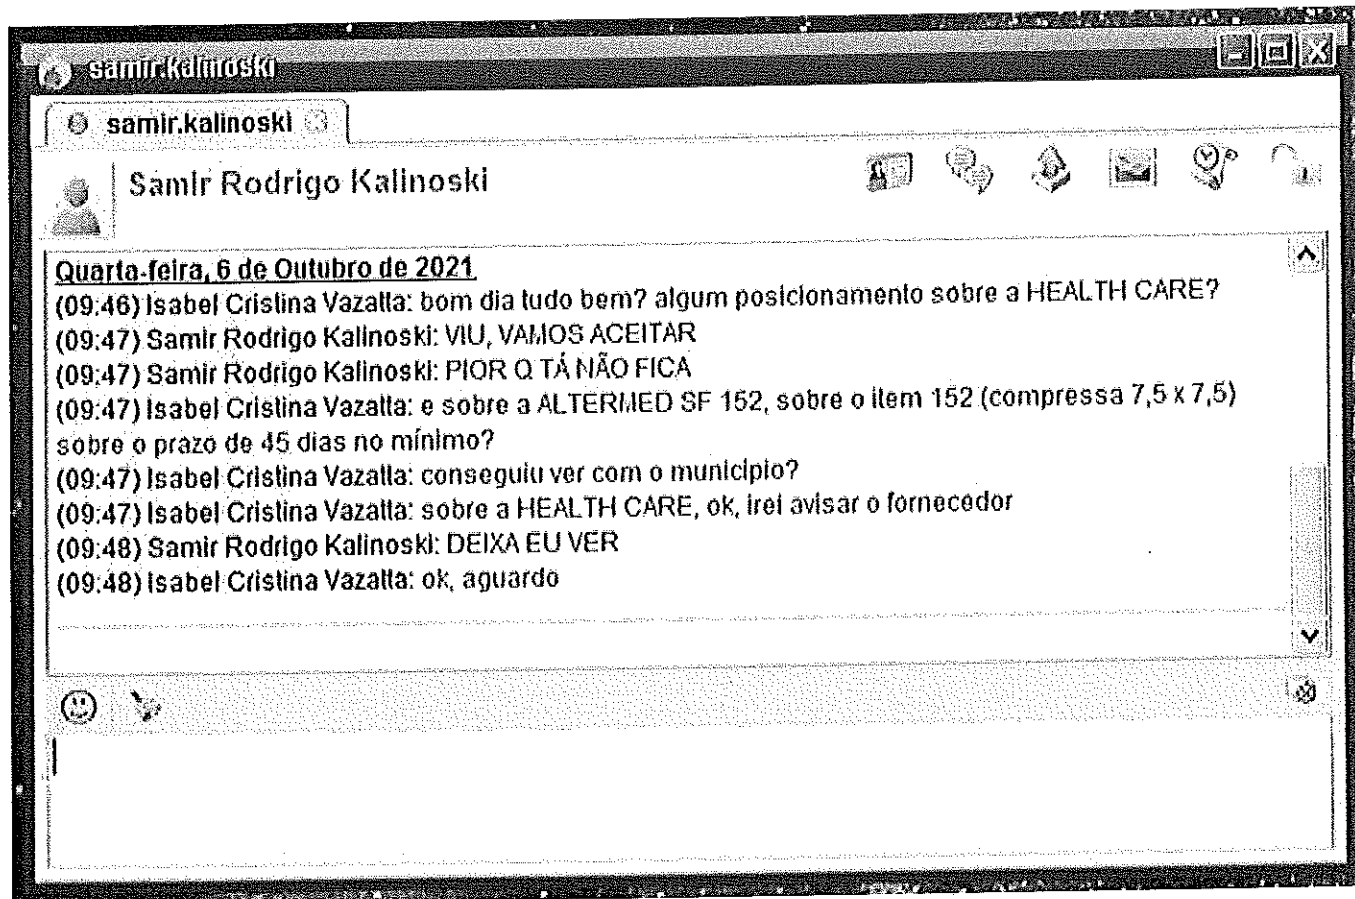 samir.kalinoski
samir.kalinoski
Samir Rodrigo Kalinoski
Quarta-feira, 6 de Outubro de 2021
(09:46) Isabel Cristina Vazatta: bom dia tudo bem? algum posicionamento sobre a HEALTH CARE?
(09:47) Samir Rodrigo Kalinoski: VIU, VAMOS ACEITAR
(09:47) Samir Rodrigo Kalinoski: PIOR Q TÁ NÃO FICA
(09:47) Isabel Cristina Vazatta: e sobre a ALTERMED SF 152, sobre o item 152 (compressa 7,5 x 7,5)
sobre o prazo de 45 dias no mínimo?
(09:47) Isabel Cristina Vazatta: conseguiu ver com o municipio?
(09:47) Isabel Cristina Vazatta: sobre a HEALTH CARE, ok, irei avisar o fornecedor
(09:48) Samir Rodrigo Kalinoski: DEIXA EU VER
(09:48) Isabel Cristina Vazatta: ok, aguardo